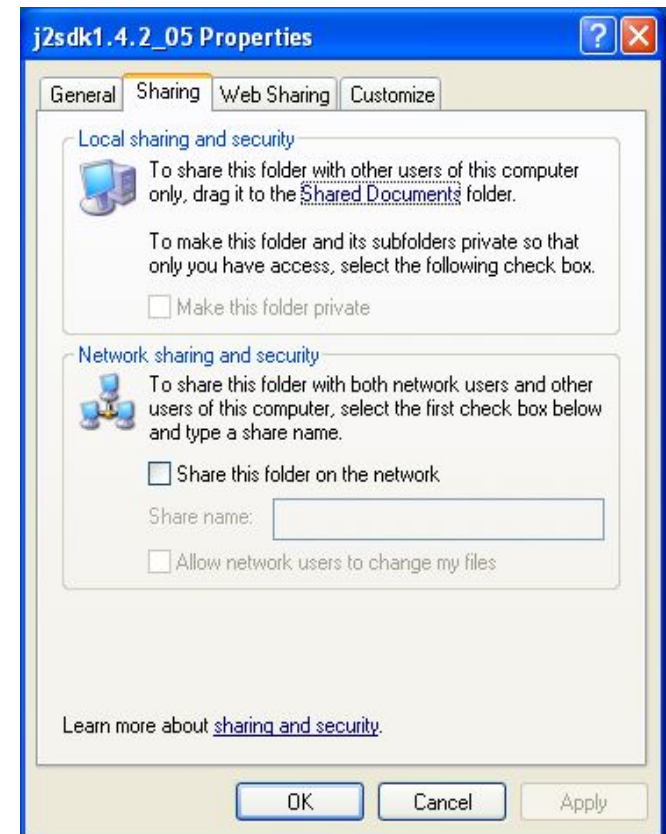 j2sdk1.4.2_05 Properties
General Sharing Web Sharing Customize
Local sharing and security
To share this folder with other users of this computer
only, drag it to the Shared Documents folder.
To make this folder and its subfolders private so that
only you have access, select the following check box.
Make this folder private
Network sharing and security
To share this folder with both network users and other
users of this computer, select the first check box below
and type a share name.
Share this folder on the network
Share name:
Allow network users to change my files
Learn more about sharing and security.
OK Cancel Apply